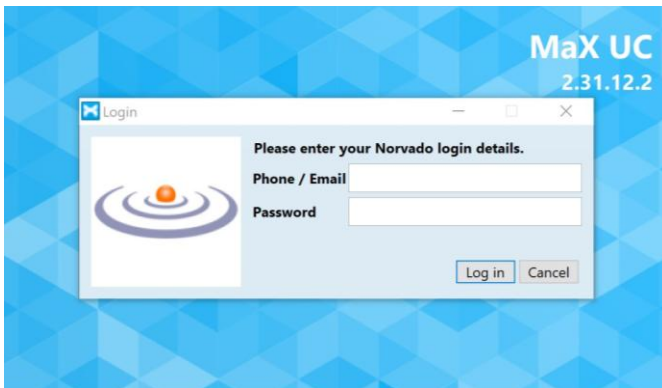 MaX UC
2.31.12.2
Login
Please enter your Norvado login details.
Phone / Email
Password
Log in
Cancel